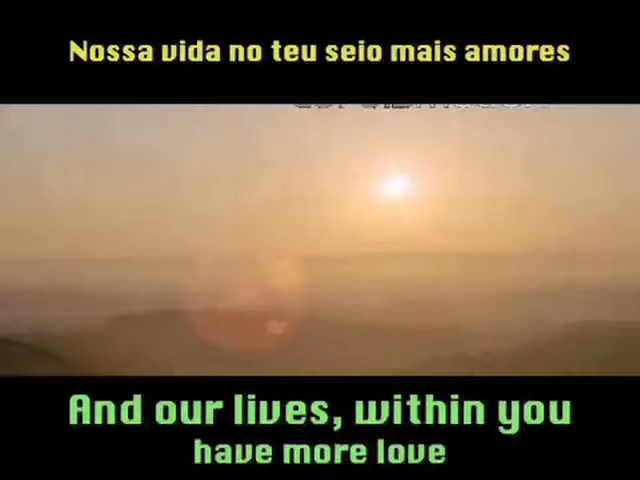 Nossa vida no teu seio mais amores
And our lives, within you
have more love